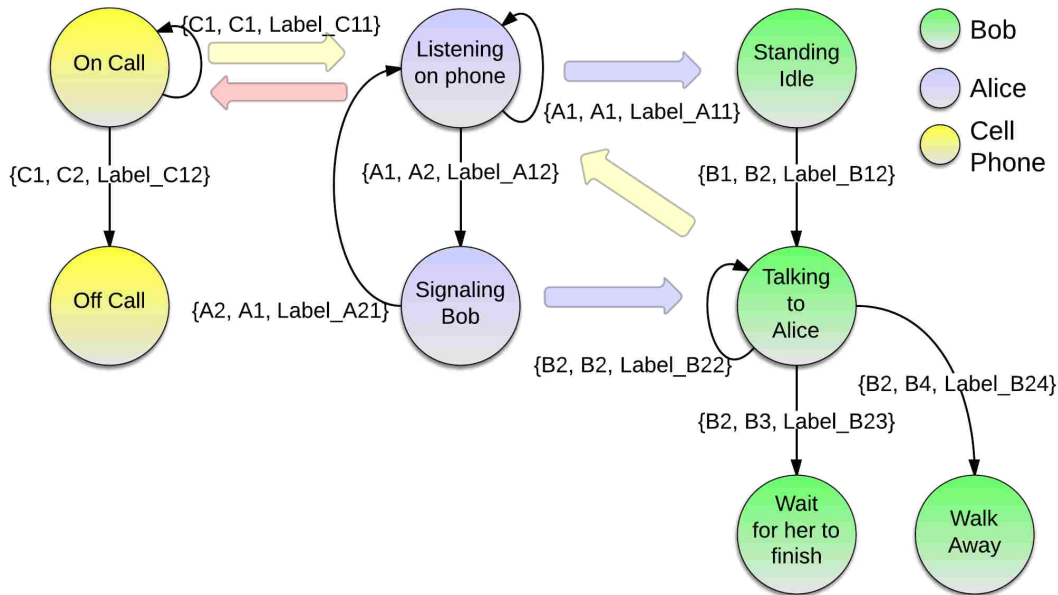 On Call
{C1, C1, Label_C11}
Listening
on phone
{A1, A1, Label_A11}
Standing
Idle
Bob
Alice
Cell
Phone
{C1, C2, Label_C12}
{A1, A2, Label_A12}
{B1, B2, Label_B12}
Off Call
{A2, A1, Label_A21}
Signaling
Bob
Talking
to
Alice
{B2, B2, Label_B22}
{B2, B4, Label_B24}
{B2, B3, Label_B23}
Wait
for her to
finish
Walk
Away